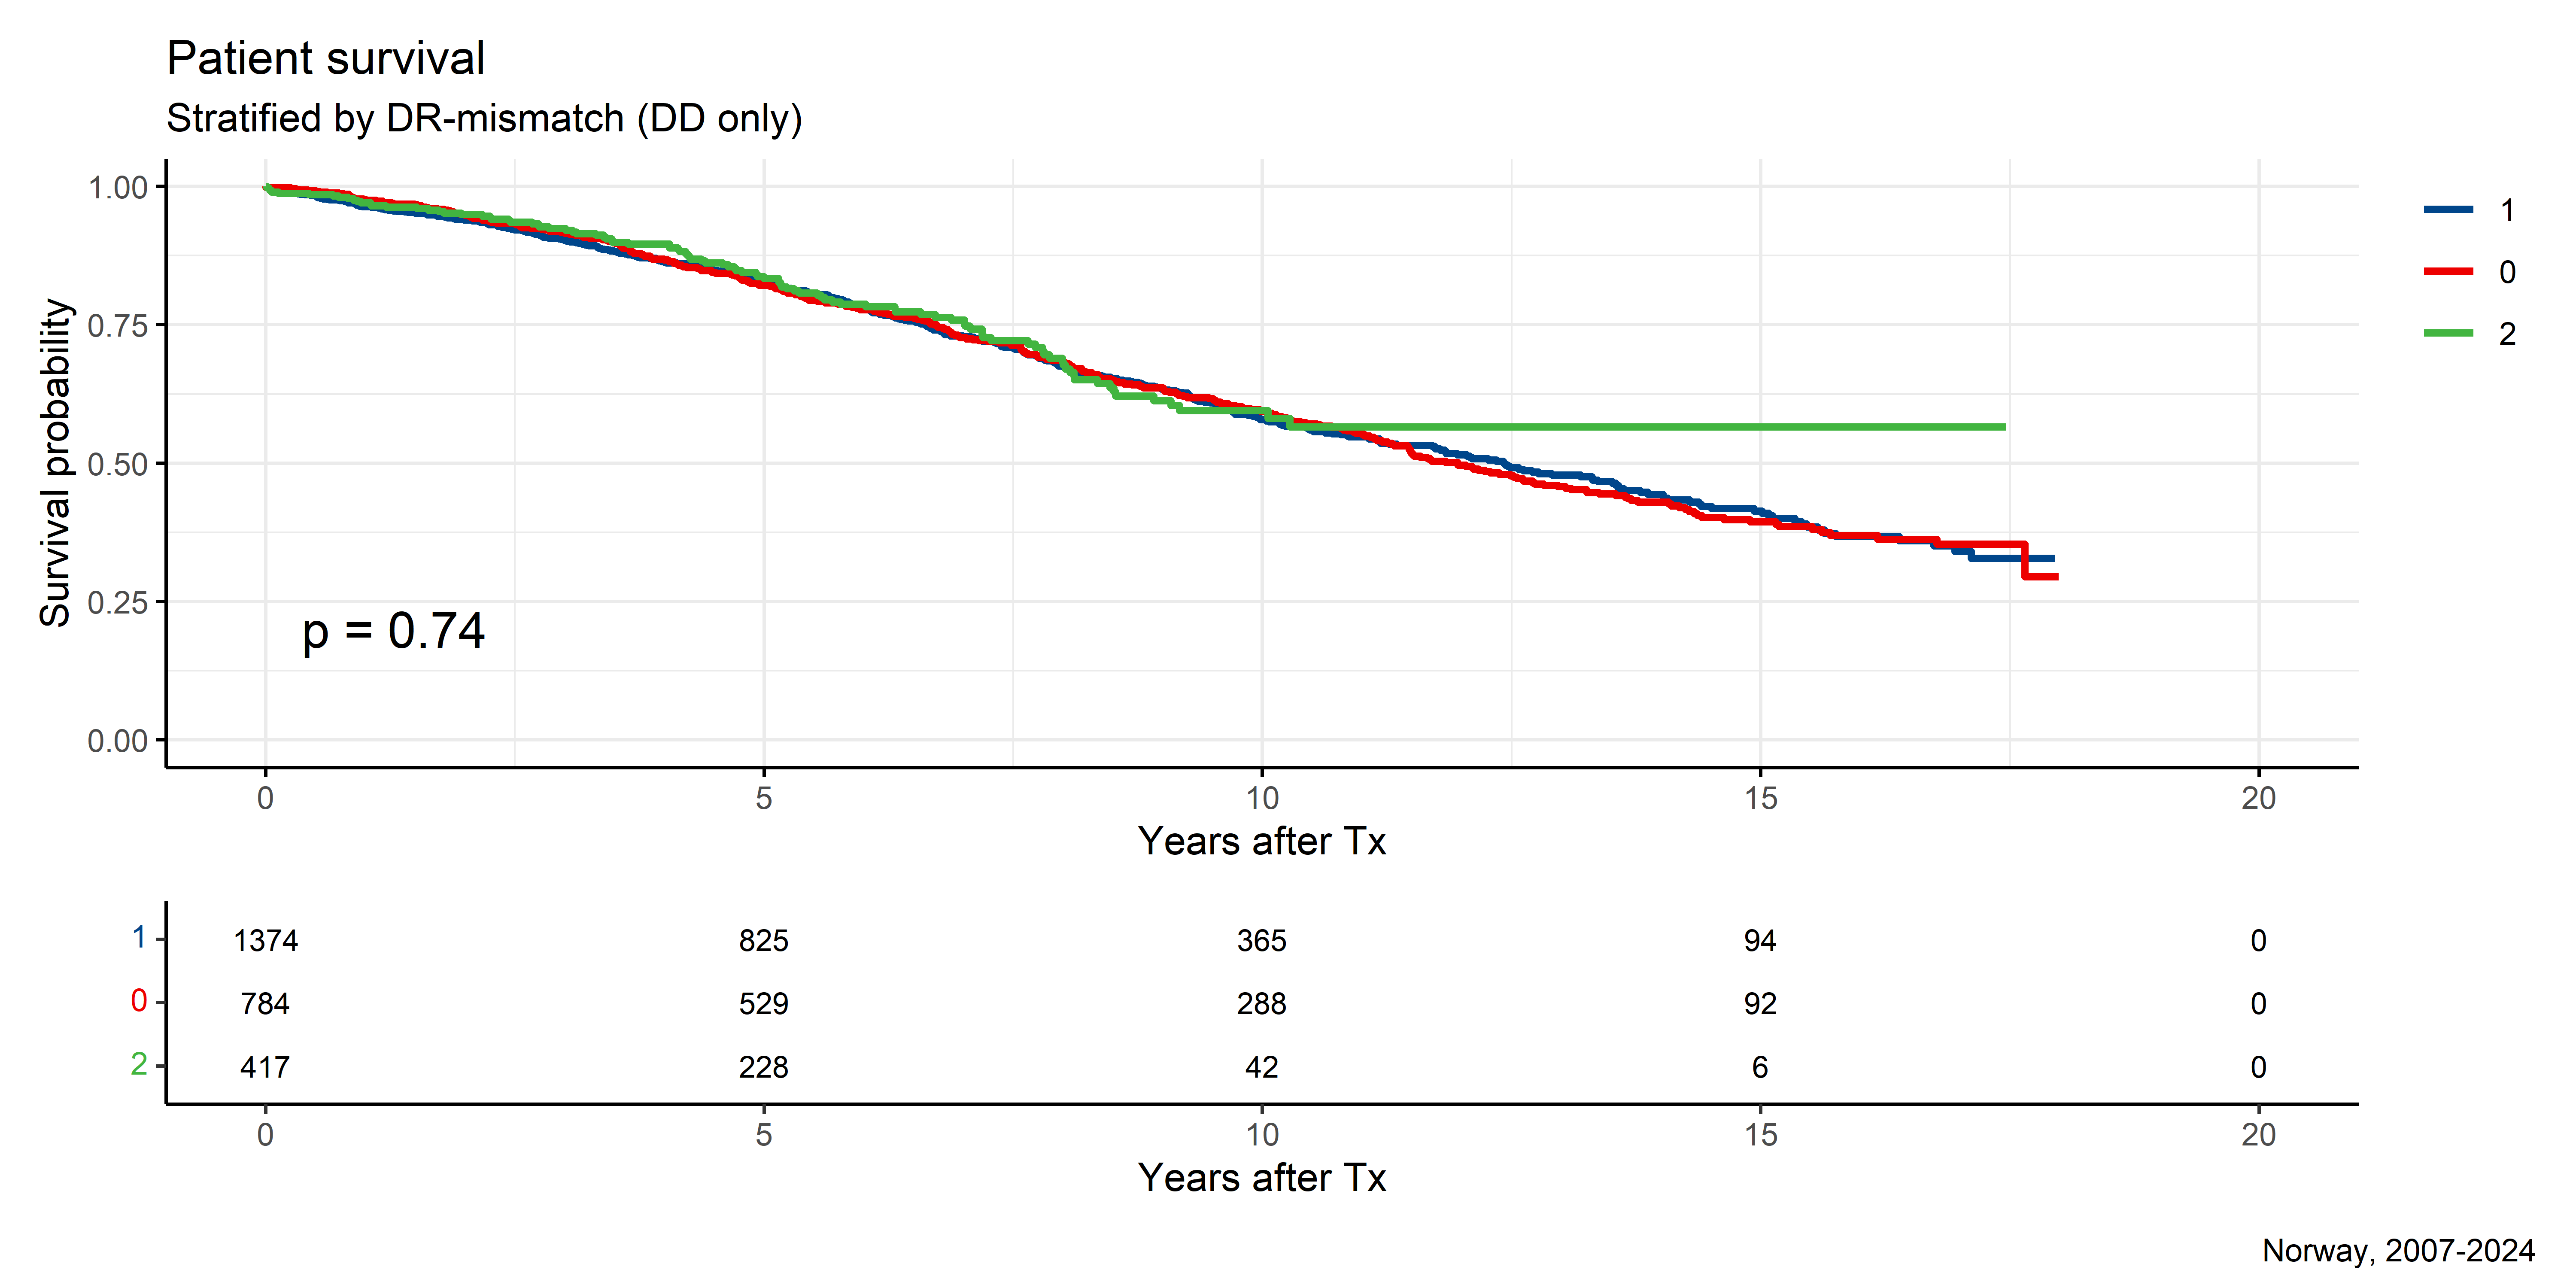 Patient survival
Stratified by DR-mismatch (DD only)
Survival probability
1.00
0.75
0.50
0.25
0.00
p = 0.74
0 5 10 15 20
Years after Tx
1
0
2
1 1374 825 365 94 0
0 784 529 288 92 0
2 417 228 42 6 0
0 5 10 15 20
Years after Tx
Norway, 2007-2024